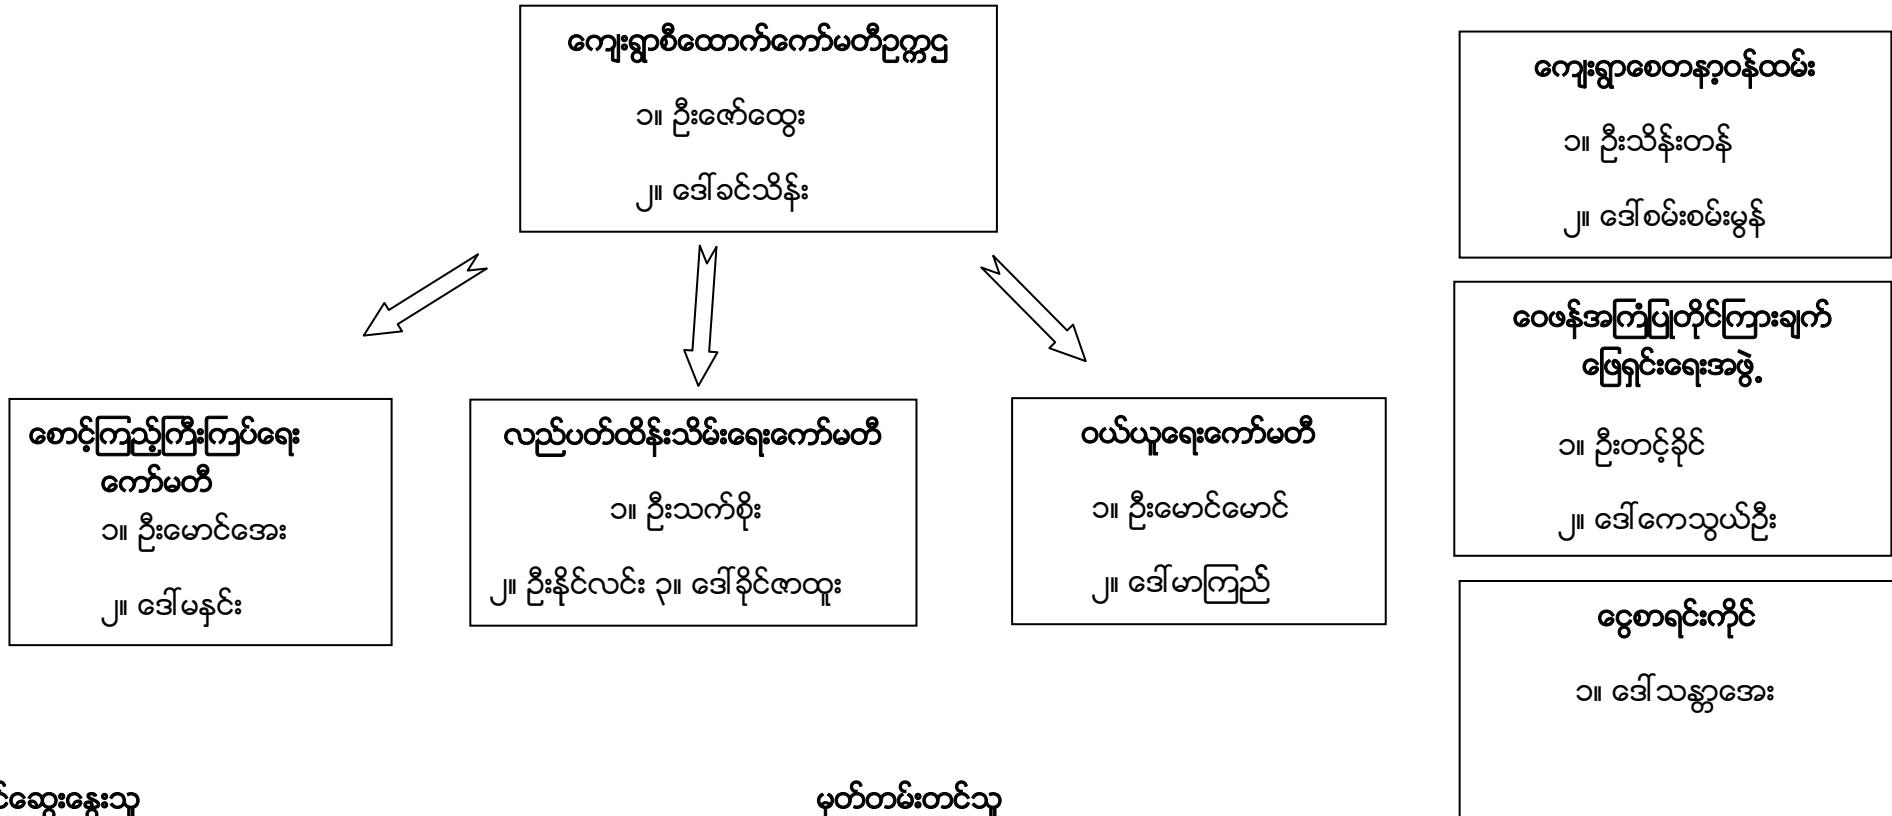 ကျေးရွာစီထောက်ကော်မတီဥက္ကဌ
၁။ ဦးဇော်ထွေး
၂။ ဒေါ်ခင်သိန်း
စောင့်ကြည့်ကြီးကြပ်ရေး
ကော်မတီ
၁။ ဦးမောင်အေး
၂။ ဒေါ်မနှင်း
လည်ပတ်ထိန်းသိမ်းရေးကော်မတီ
၁။ ဦးသက်စိုး
၂။ ဦးနိုင်လင်း ၃။ ဒေါ်ခိုင်ဇာထူး
ဝယ်ယူရေးကော်မတီ
၁။ ဦးမောင်မောင်
၂။ ဒေါ်မာကြည်
ကျေးရွာစေတနာ့ဝန်ထမ်း
၁။ ဦးသိန်းတန်
၂။ ဒေါ်စမ်းစမ်းမွန်
ဝေဖန်အကြံပြုတိုင်ကြားချက်
ဖြေရှင်းရေးအဖွဲ့
၁။ ဦးတင့်ခိုင်
၂။ ဒေါ်ကေသွယ်ဦး
ငွေစာရင်းကိုင်
၁။ ဒေါ်သန္တာအေး
မှတ်တမ်းတင်သူ